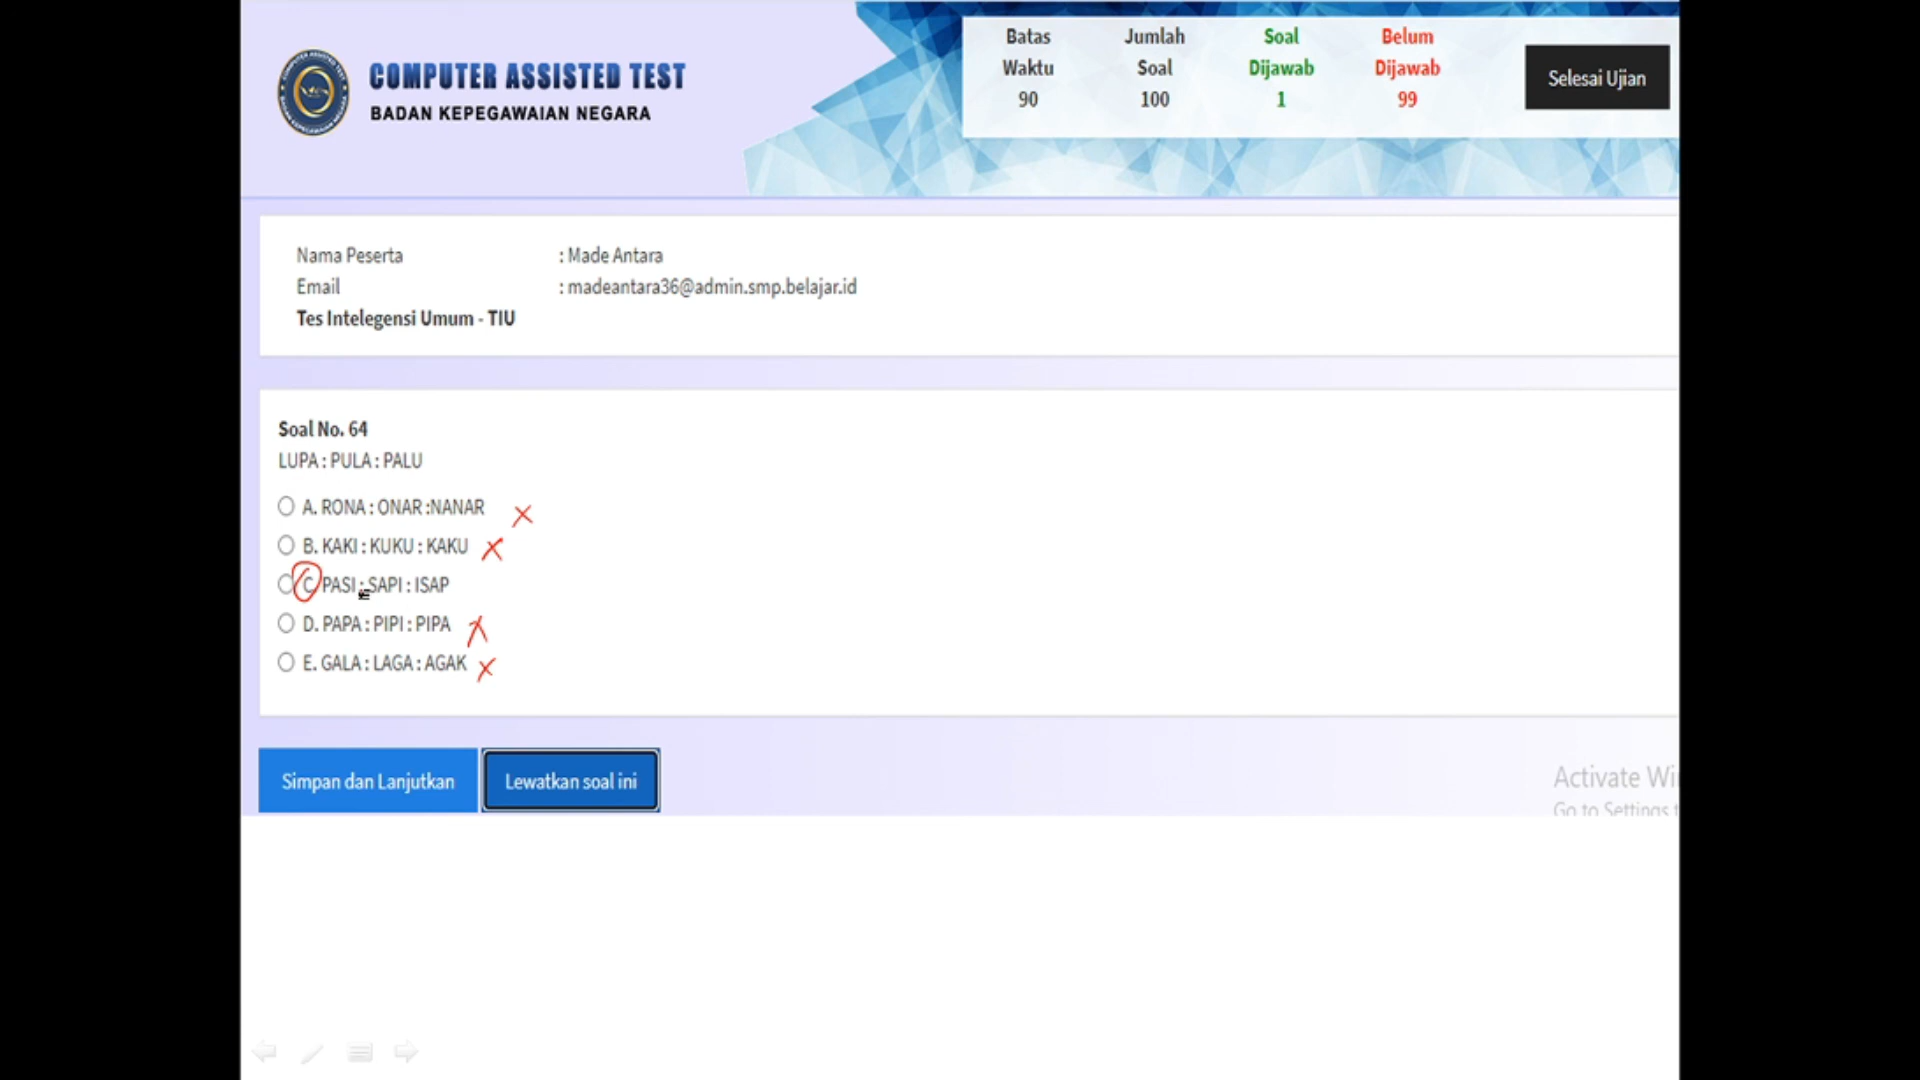 COMPUTER ASSISTED TEST
BADAN KEPEGAWAIAN NEGARA
Batas Waktu 90
Jumlah Soal 100
Soal Dijawab 1
Belum Dijawab 99
Selesai Ujian
Nama Peserta : Made Antara
Email : madeantara36@admin.smp.belajar.id
Tes Intelegensi Umum - TIU
Soal No. 64
LUPA : PULA : PALU
A. RONA : ONAR :NANAR
B. KAKI : KUKU : KAKU
C. PASI : SAPI : ISAP
D. PAPA : PIPI : PIPA
E. GALA : LAGA : AGAK
Simpan dan Lanjutkan
Lewatkan soal ini
Activate Wi
Go to Settings t